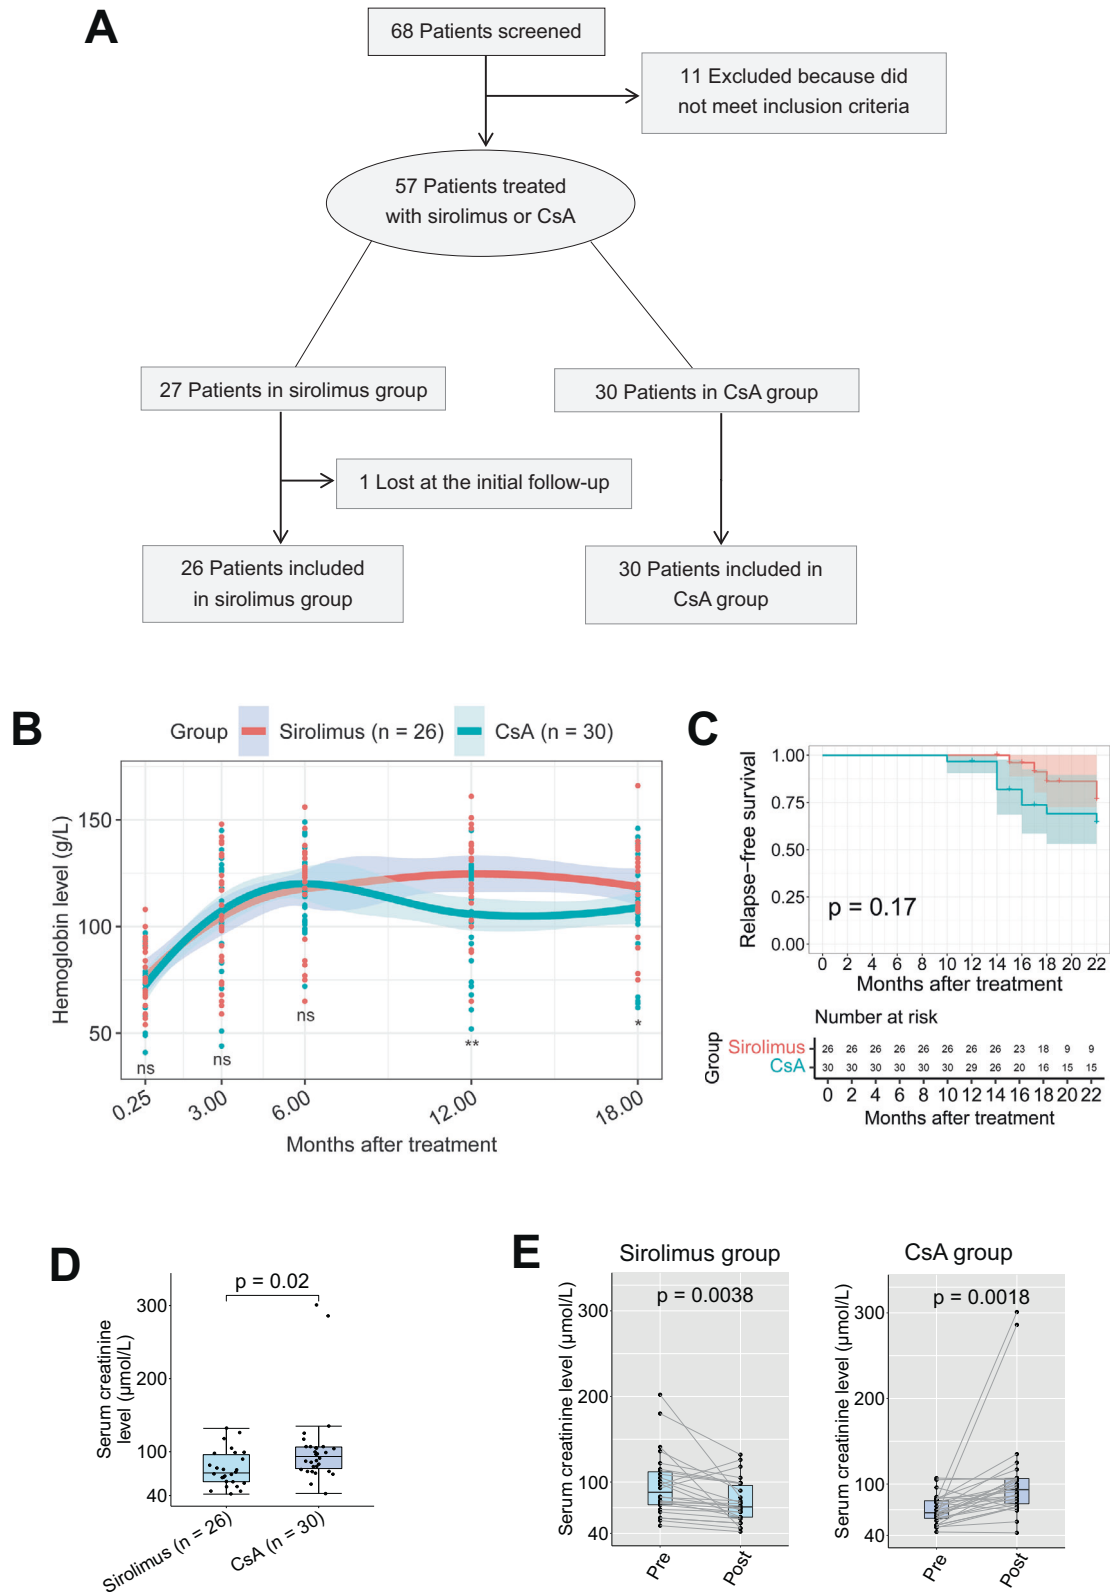 A
68 Patients screened
11 Excluded because did
not meet inclusion criteria
57 Patients treated
with sirolimus or CsA
27 Patients in sirolimus group
30 Patients in CsA group
1 Lost at the initial follow-up
26 Patients included
in sirolimus group
30 Patients included in
CsA group
B
Group Sirolimus (n = 26) CsA (n = 30)
Hemoglobin level (g/L)
150
100
50
ns
ns
ns
**
*
0.25 3.00 6.00 12.00 18.00
Months after treatment
C
Relapse-free survival
1.00
0.75
0.50
0.25
0.00
p = 0.17
0 2 4 6 8 10 12 14 16 18 20 22
Months after treatment
Number at risk
Group
Sirolimus 26 26 26 26 26 26 26 26 23 18 9 9
CsA 30 30 30 30 30 30 29 26 20 16 15 15
0 2 4 6 8 10 12 14 16 18 20 22
Months after treatment
D
p = 0.02
Serum creatinine
level (μmol/L)
300
200
100
40
Sirolimus (n = 26) CsA (n = 30)
E
Sirolimus group
p = 0.0038
Serum creatinine level (μmol/L)
300
200
100
40
Pre Post
CsA group
p = 0.0018
Serum creatinine level (μmol/L)
300
200
100
40
Pre Post